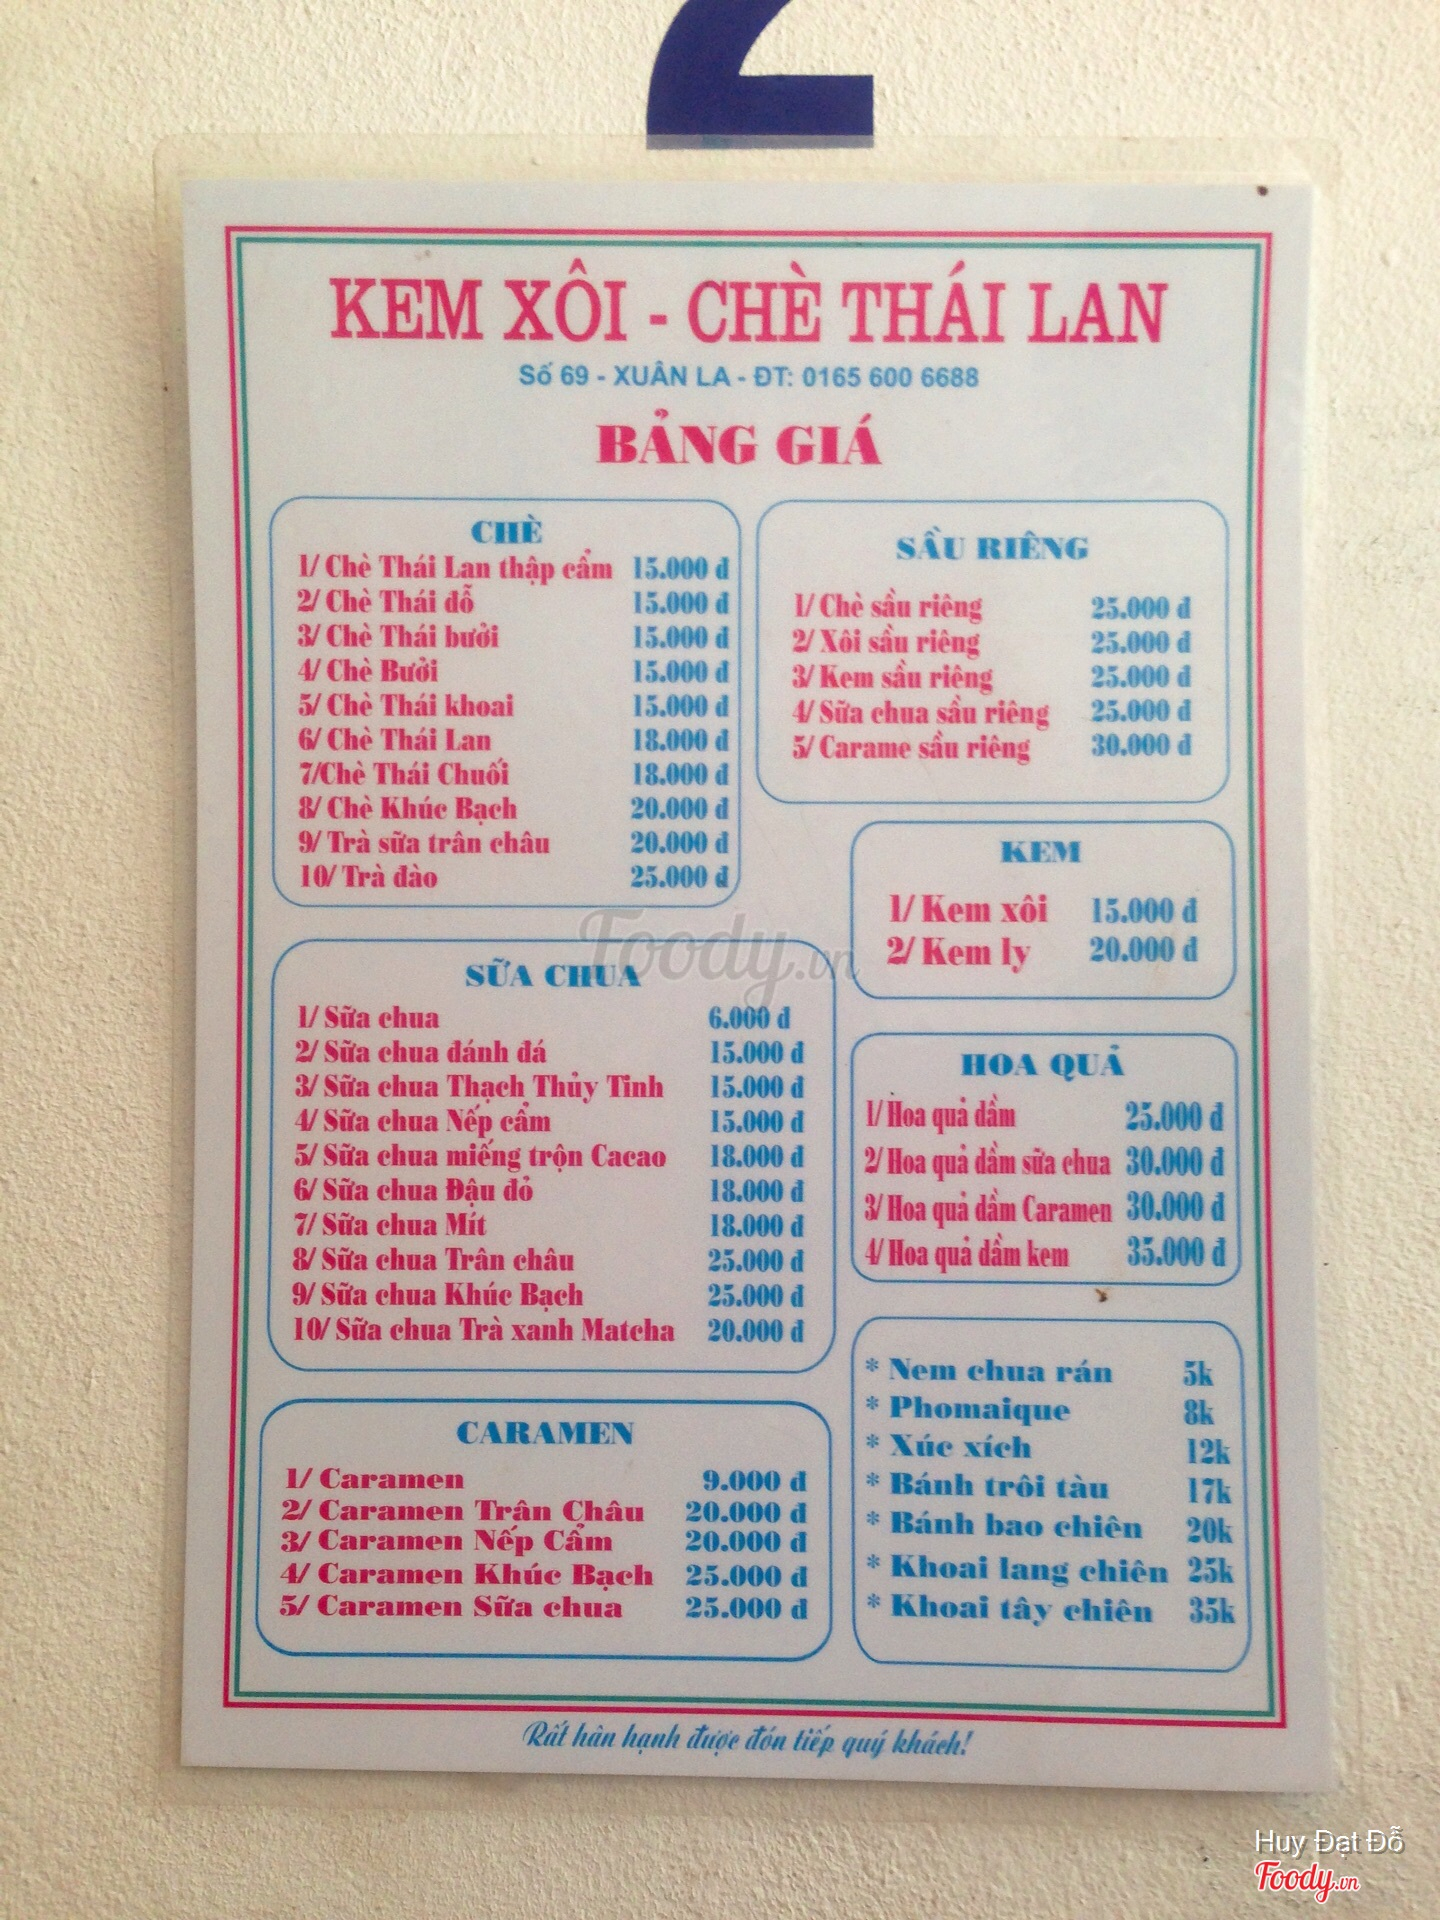 KEM XÔI - CHÈ THÁI LAN
Số 69 - XUÂN LA - ĐT: 0165 600 6688
BẢNG GIÁ
CHÈ
1/ Chè Thái Lan thập cẩm 15.000 đ
2/ Chè Thái đỗ 15.000 đ
3/ Chè Thái bưởi 15.000 đ
4/ Chè Bưởi 15.000 đ
5/ Chè Thái khoai 15.000 đ
6/ Chè Thái Lan 18.000 đ
7/Chè Thái Chuối 18.000 đ
8/ Chè Khúc Bạch 20.000 đ
9/ Trà sữa trân châu 20.000 đ
10/ Trà đào 25.000 đ
SẦU RIÊNG
1/ Chè sầu riêng 25.000 đ
2/ Xôi sầu riêng 25.000 đ
3/ Kem sầu riêng 25.000 đ
4/ Sữa chua sầu riêng 25.000 đ
5/ Carame sầu riêng 30.000 đ
KEM
1/ Kem xôi 15.000 đ
2/ Kem ly 20.000 đ
SỮA CHUA
1/ Sữa chua 6.000 đ
2/ Sữa chua đánh đá 15.000 đ
3/ Sữa chua Thạch Thủy Tinh 15.000 đ
4/ Sữa chua Nếp cẩm 15.000 đ
5/ Sữa chua miếng trộn Cacao 18.000 đ
6/ Sữa chua Đậu đỏ 18.000 đ
7/ Sữa chua Mít 18.000 đ
8/ Sữa chua Trân châu 25.000 đ
9/ Sữa chua Khúc Bạch 25.000 đ
10/ Sữa chua Trà xanh Matcha 20.000 đ
HOA QUẢ
1/ Hoa quả dầm 25.000 đ
2/ Hoa quả dầm sữa chua 30.000 đ
3/ Hoa quả dầm Caramen 30.000 đ
4/ Hoa quả dầm kem 35.000 đ
CARAMEN
1/ Caramen 9.000 đ
2/ Caramen Trân Châu 20.000 đ
3/ Caramen Nếp Cẩm 20.000 đ
4/ Caramen Khúc Bạch 25.000 đ
5/ Caramen Sữa chua 25.000 đ
* Nem chua rán 5k
* Phomaique 8k
* Xúc xích 12k
* Bánh trôi tàu 17k
* Bánh bao chiên 20k
* Khoai lang chiên 25k
* Khoai tây chiên 35k
Rất hân hạnh được đón tiếp quý khách!
2
Foody.vn
Huy Đạt Đỗ
Foody.vn